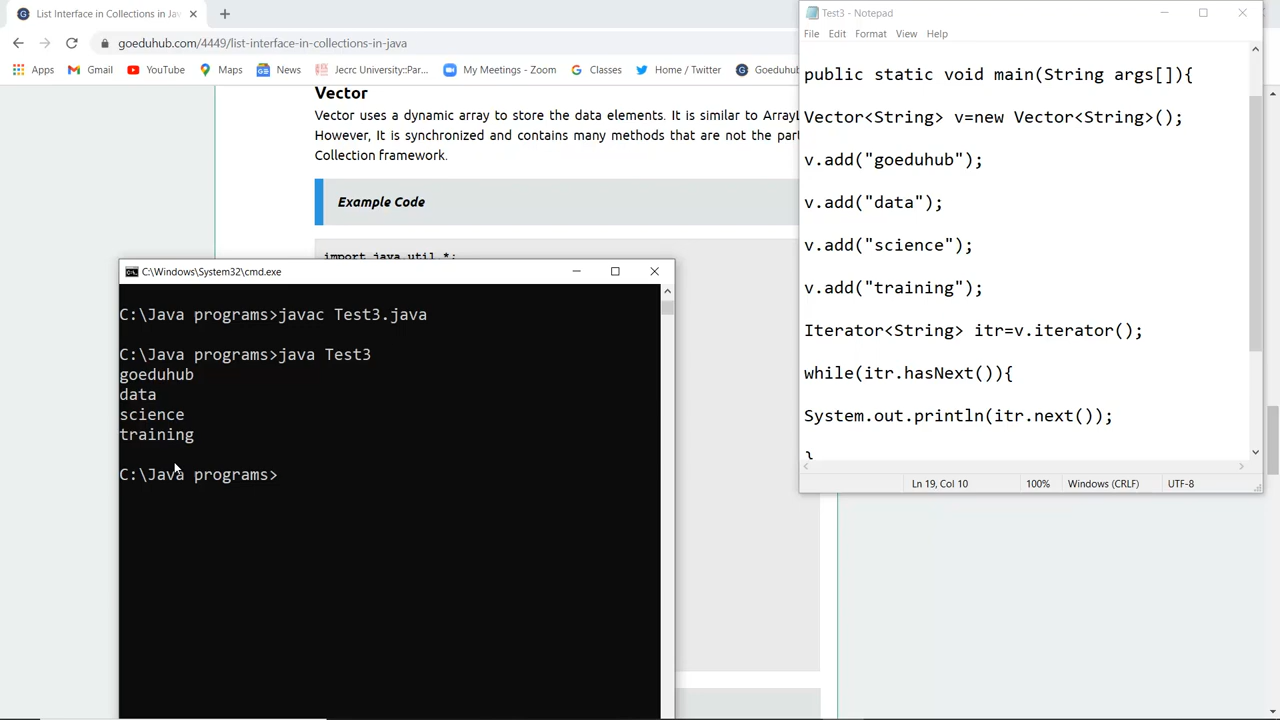 List Interface in Collections in Jav
goeduhub.com/4449/list-interface-in-collections-in-java
Apps
Gmail
YouTube
Maps
News
Jecrc University::Par...
My Meetings - Zoom
Classes
Home / Twitter
Goeduhub
Vector
Vector uses a dynamic array to store the data elements. It is similar to ArrayL
However, It is synchronized and contains many methods that are not the part
Collection framework.
Example Code
import java.util.*;
C:\Windows\System32\cmd.exe
C:\Java programs>javac Test3.java
C:\Java programs>java Test3
goeduhub
data
science
training
C:\Java programs>
Test3 - Notepad
File Edit Format View Help
public static void main(String args[]){
Vector<String> v=new Vector<String>();
v.add("goeduhub");
v.add("data");
v.add("science");
v.add("training");
Iterator<String> itr=v.iterator();
while(itr.hasNext()){
System.out.println(itr.next());
}
Ln 19, Col 10
100%
Windows (CRLF)
UTF-8